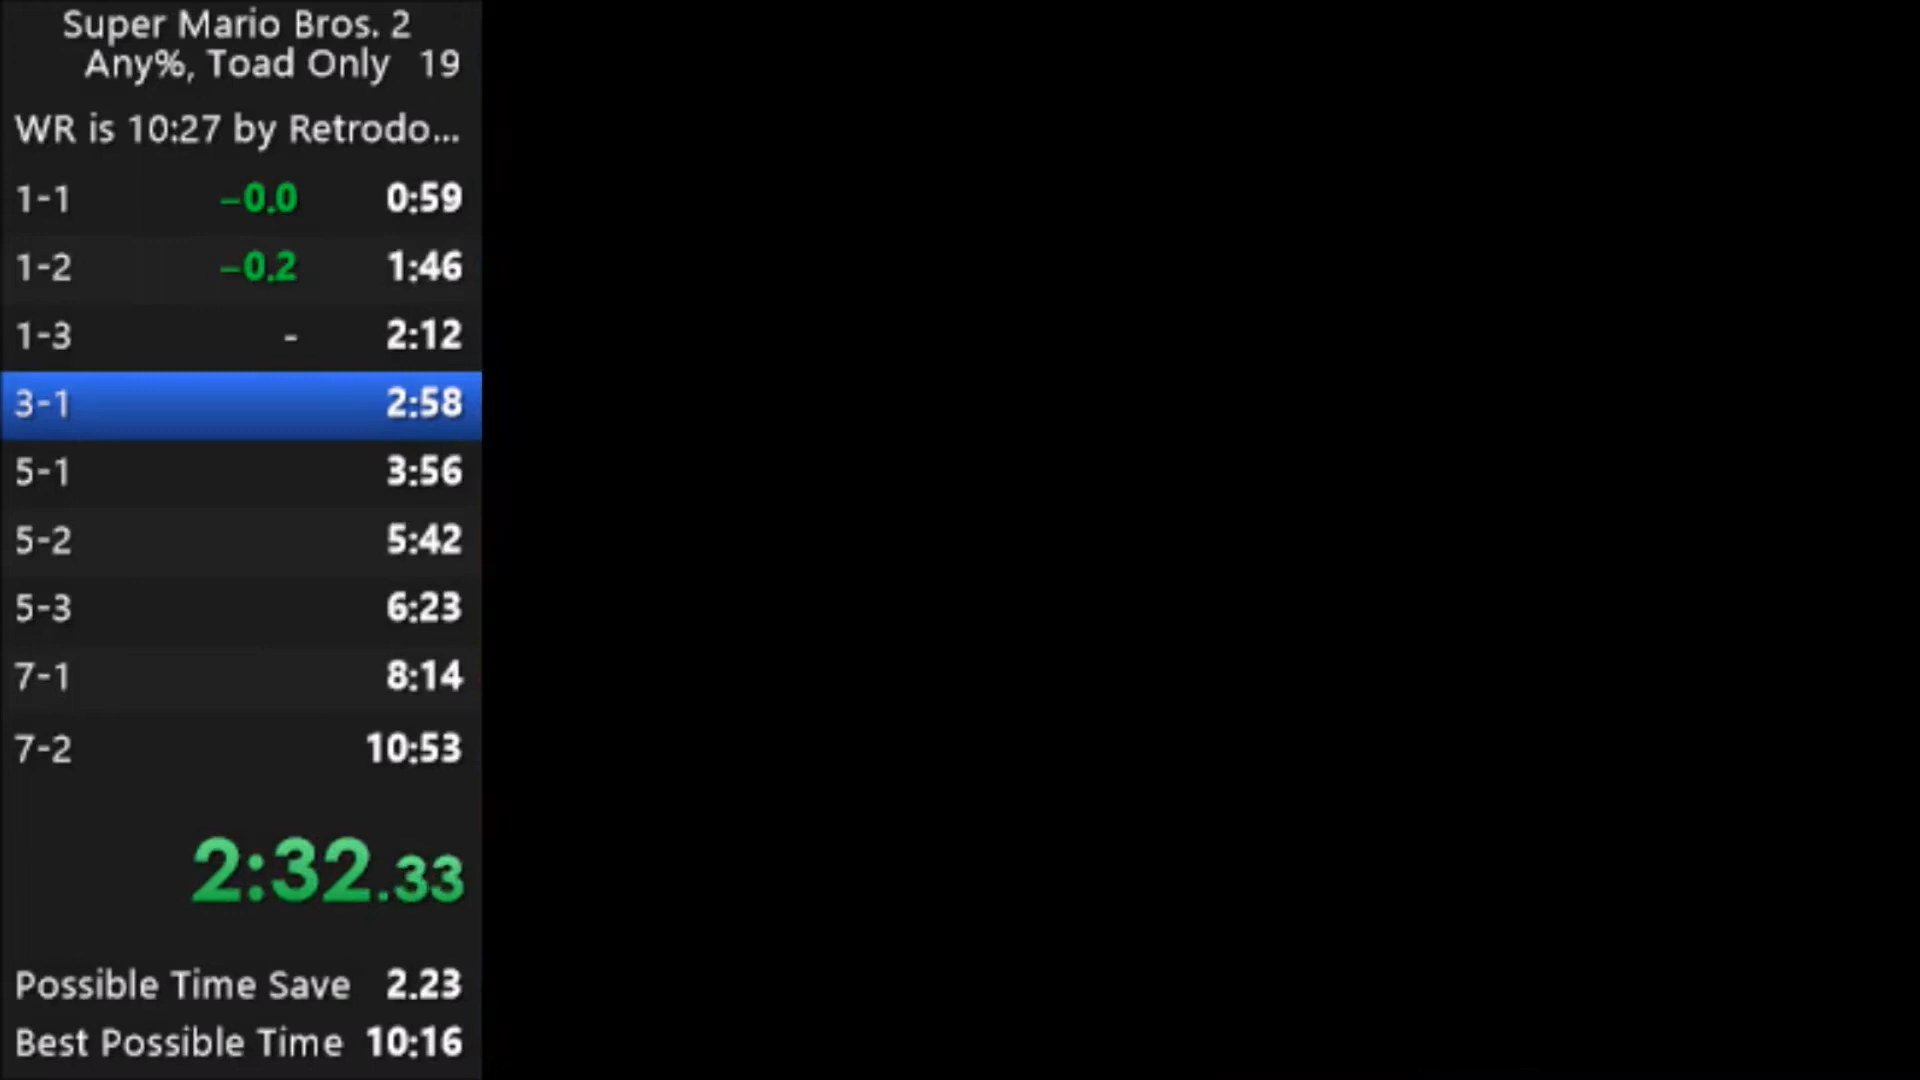 Super Mario Bros. 2
Any%, Toad Only 19
WR is 10:27 by Retrodo...
1-1 −0.0 0:59
1-2 −0.2 1:46
1-3 - 2:12
3-1 2:58
5-1 3:56
5-2 5:42
5-3 6:23
7-1 8:14
7-2 10:53
2:32.33
Possible Time Save 2.23
Best Possible Time 10:16